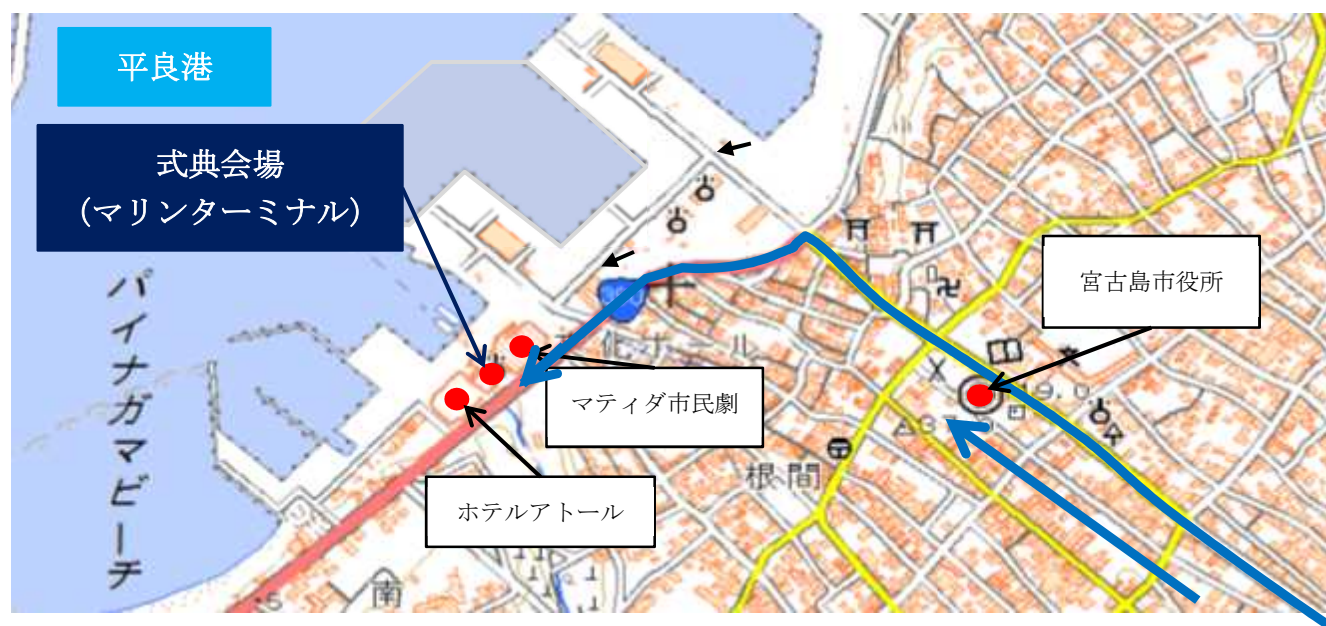 平良港
式典会場
(マリンターミナル)
パイナガマビーチ
宮古島市役所
マティダ市民劇
ホテルアトール
根間
南